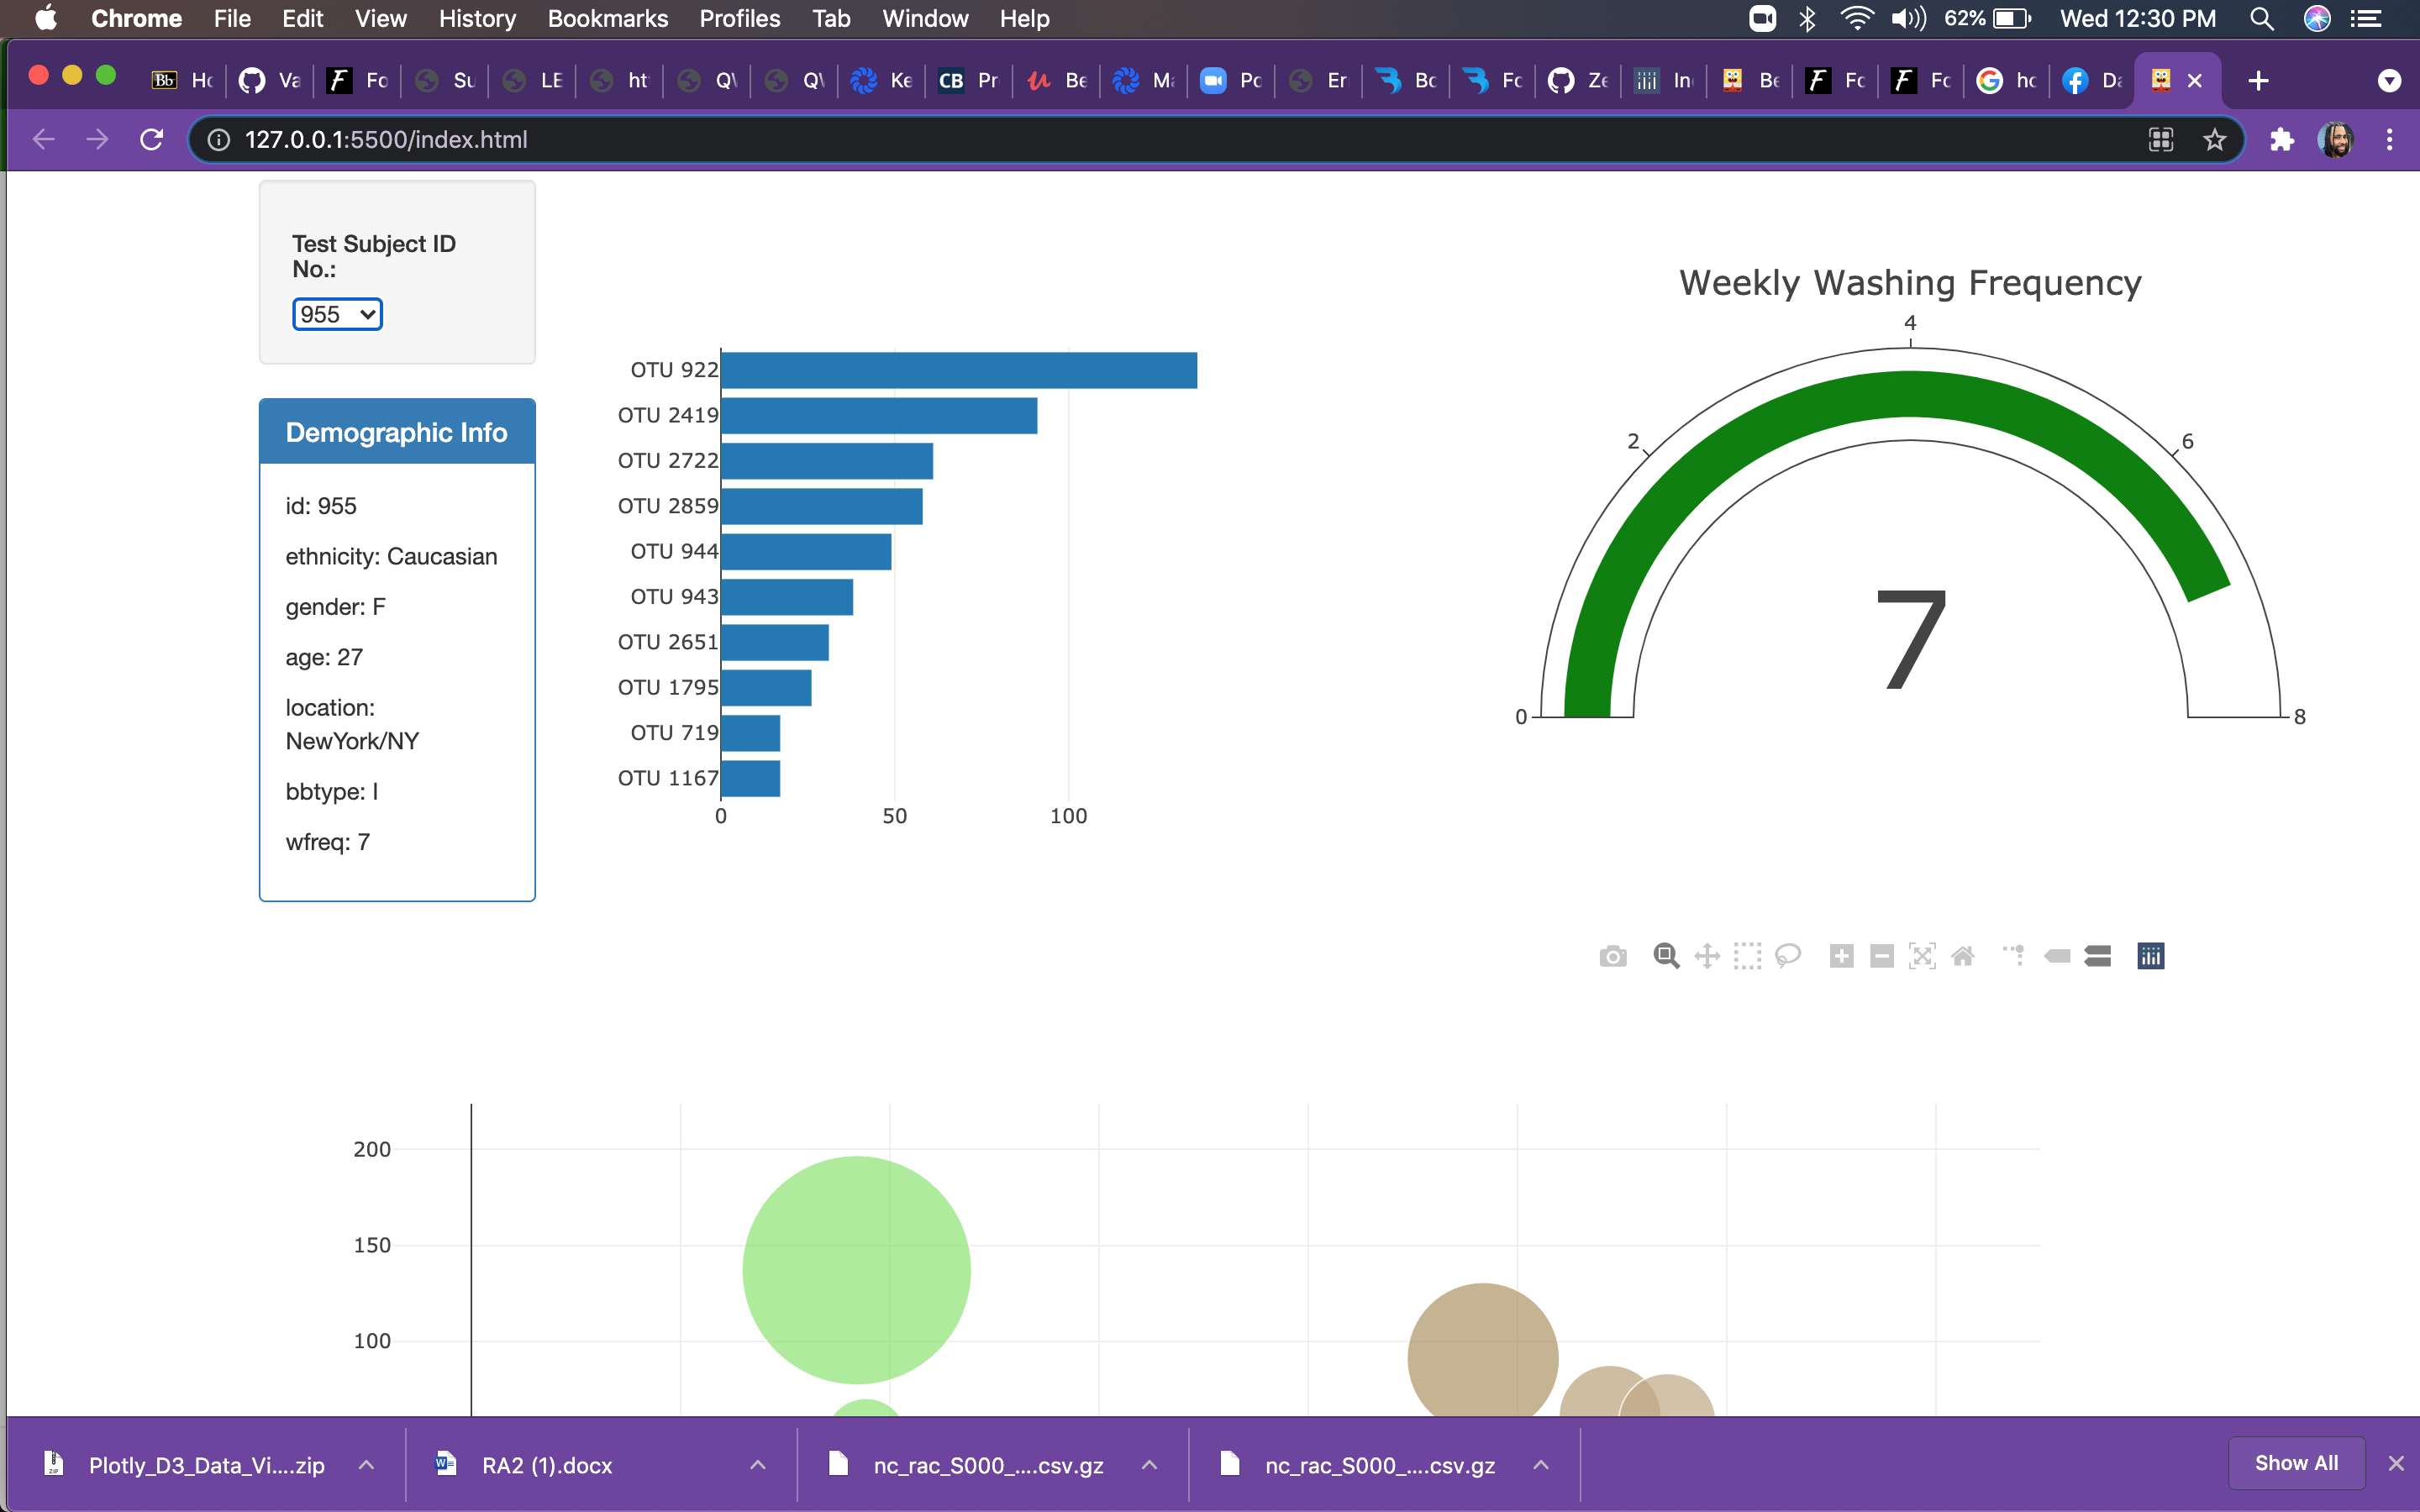 Chrome File Edit View History Bookmarks Profiles Tab Window Help 62% Wed 12:30 PM
Bb Hc Va F Fo Su LE ht Q\ Q\ Ke CB Pr Be M Pc Er Bc Fc Ze In Be F Fc F Fc G hc Da
127.0.0.1:5500/index.html
Test Subject ID
No.:
955
Demographic Info
id: 955
ethnicity: Caucasian
gender: F
age: 27
location:
NewYork/NY
bbtype: I
wfreq: 7
OTU 922
OTU 2419
OTU 2722
OTU 2859
OTU 944
OTU 943
OTU 2651
OTU 1795
OTU 719
OTU 1167
0 50 100
Weekly Washing Frequency
4
2 6
7
0 8
200
150
100
Plotly_D3_Data_Vi....zip RA2 (1).docx nc_rac_S000_....csv.gz nc_rac_S000_....csv.gz Show All